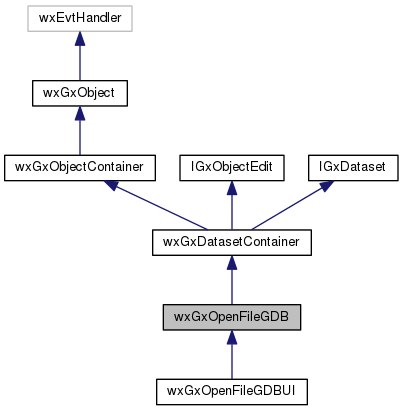 wxEvtHandler
wxGxObject
wxGxObjectContainer
IGxObjectEdit
IGxDataset
wxGxDatasetContainer
wxGxOpenFileGDB
wxGxOpenFileGDBUI